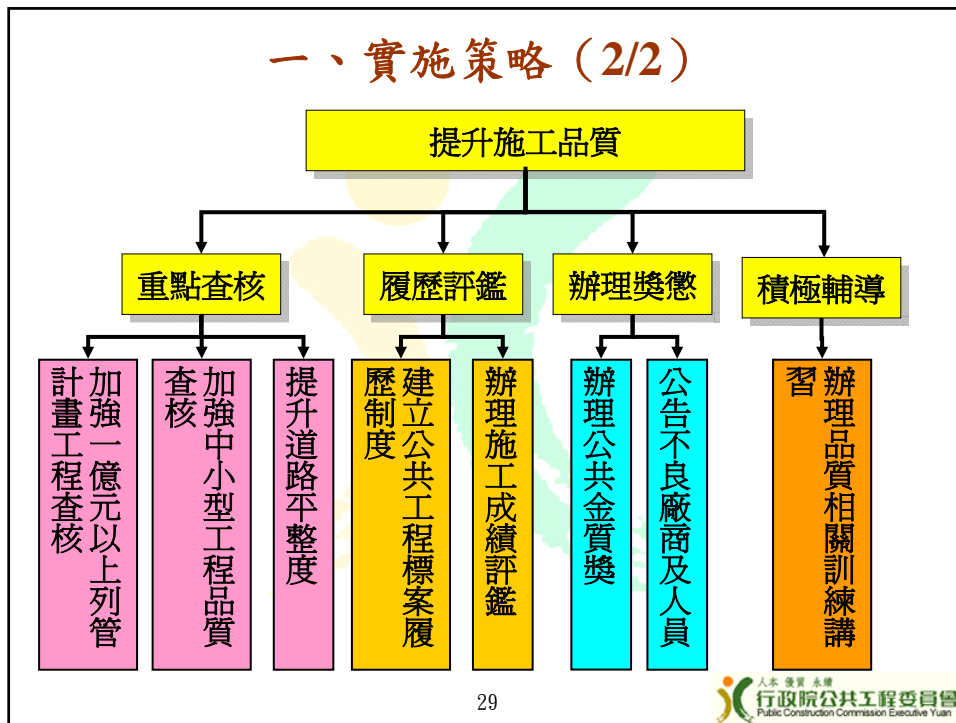 一、實施策略（2/2）
提升施工品質
重點查核
履歷評鑑
辦理獎懲
積極輔導
加強一億元以上列管
計畫工程查核
加強中小型工程品質
查核
提升道路平整度
建立公共工程標案履
歷制度
辦理施工成績評鑑
辦理公共金質獎
公告不良廠商及人員
辦理品質相關訓練講
習
29
人本 優質 永續
行政院公共工程委員會
Public Construction Commission Executive Yuan